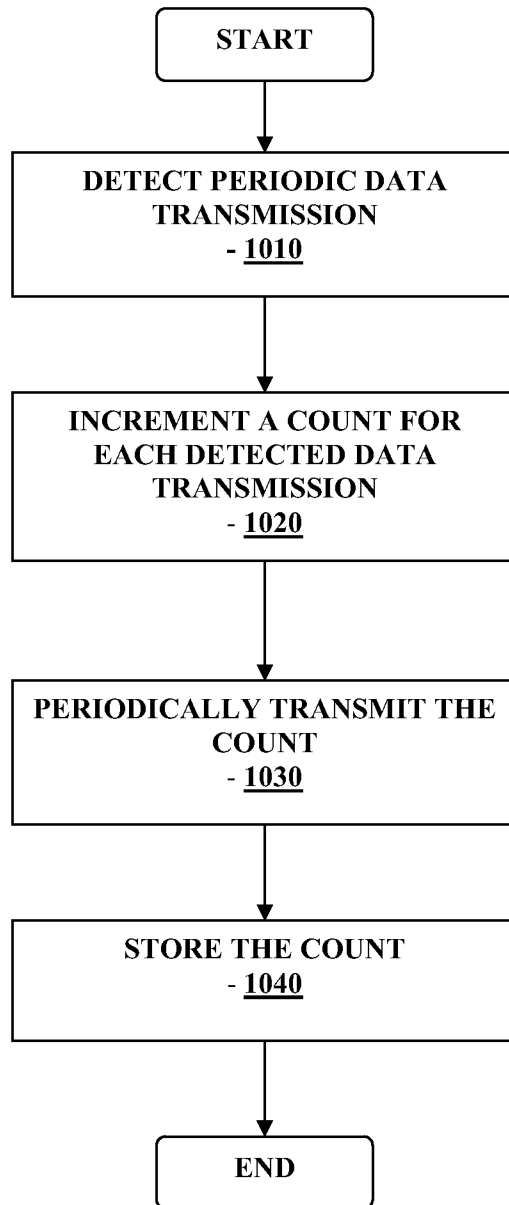 START
DETECT PERIODIC DATA
TRANSMISSION
- 1010
INCREMENT A COUNT FOR
EACH DETECTED DATA
TRANSMISSION
- 1020
PERIODICALLY TRANSMIT THE
COUNT
- 1030
STORE THE COUNT
- 1040
END